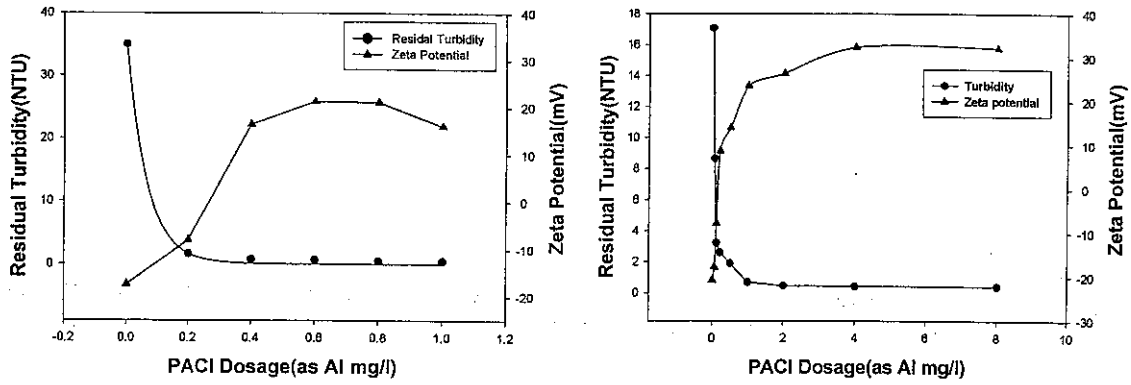 40
30
20
10
0
Residual Turbidity(NTU)
Residal Turbidity
Zeta Potential
40
30
20
10
0
-10
-20
Zeta Potential(mV)
-0.2 0.0 0.2 0.4 0.6 0.8 1.0 1.2
PACl Dosage(as Al mg/l)
18
16
14
12
10
8
6
4
2
0
Residual Turbidity(NTU)
Turbidity
Zeta potential
40
30
20
10
0
-10
-20
-30
Zeta Potential(mV)
0 2 4 6 8 10
PACl Dosage(as Al mg/l)